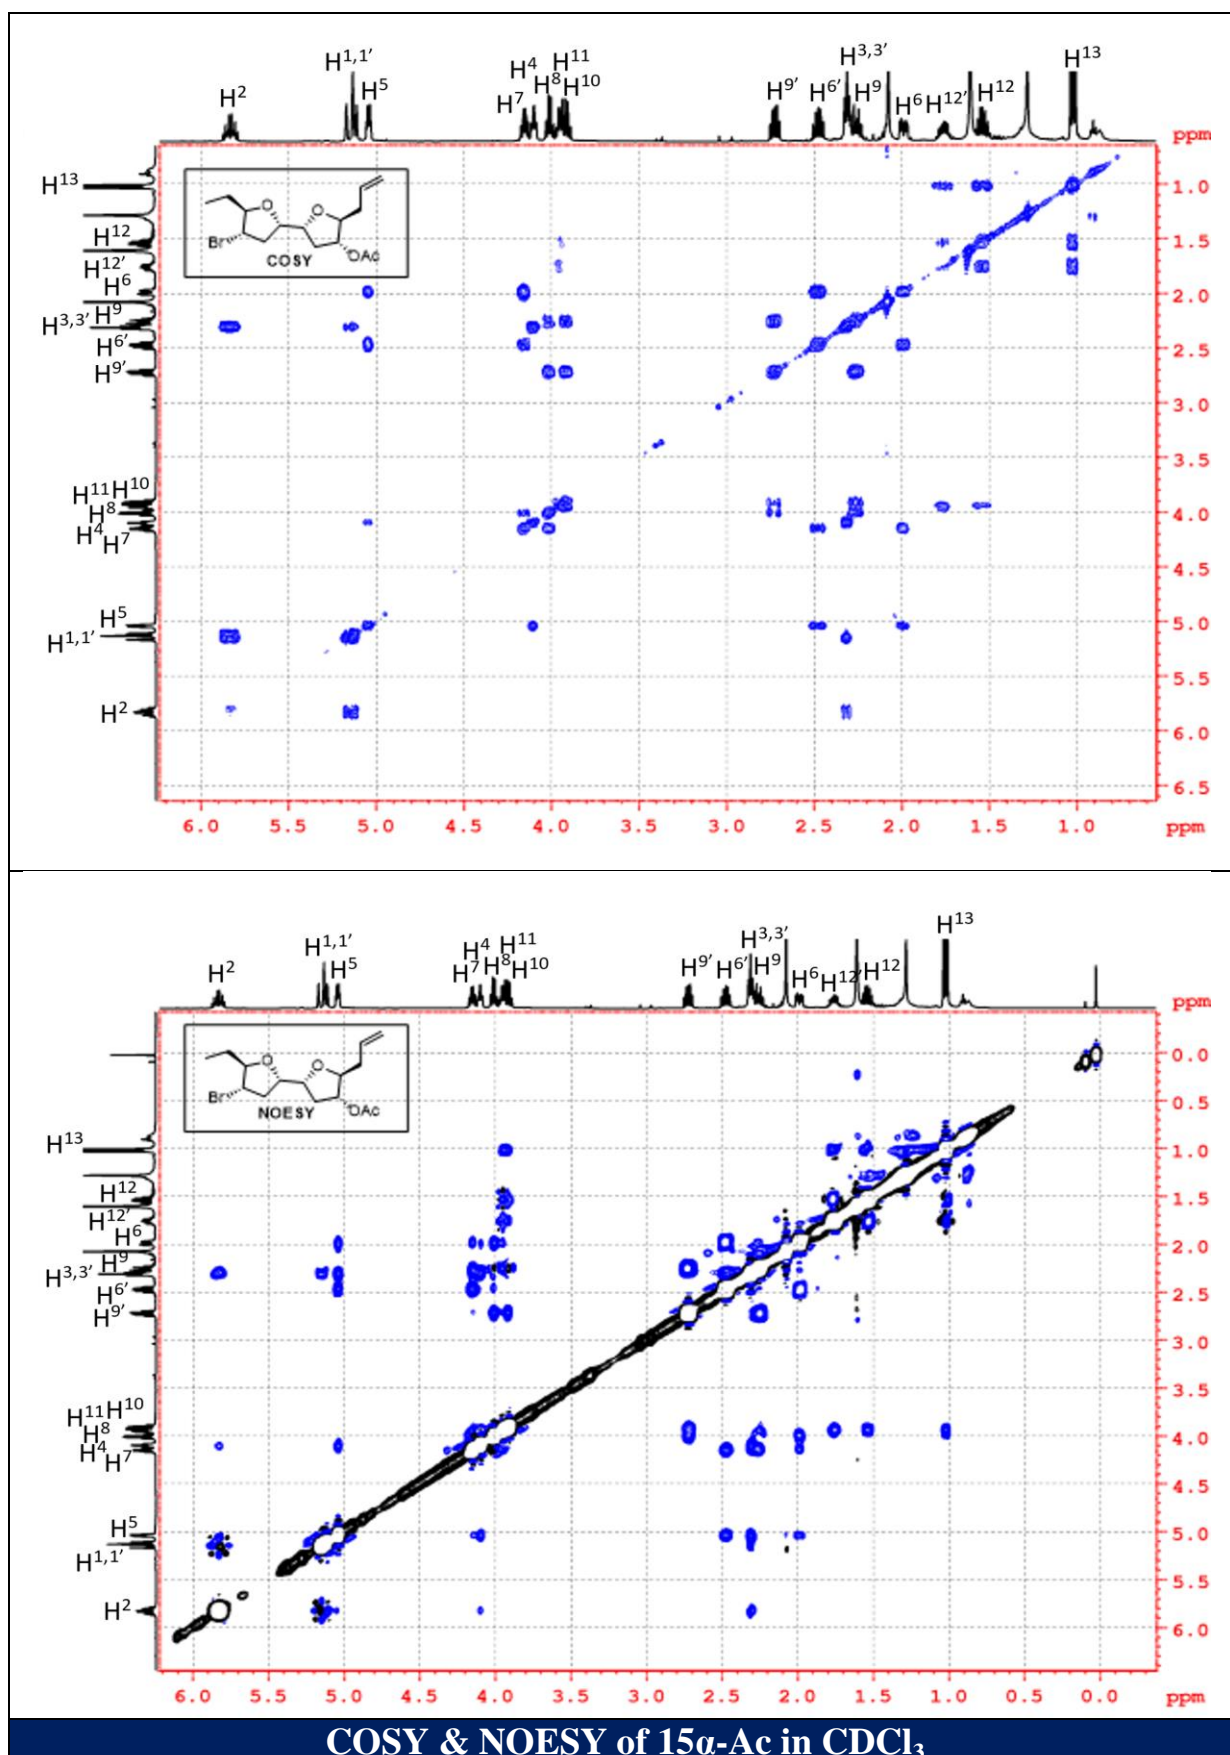 H11
H1,1' H4 H3,3' H13
H2 H5 H7 H8 H10 H9' H6' H9 H6 H12' H12
ppm
H13 1.0
O O
Br
COSY OAc
H12 1.5
H12'
H6 2.0
H3,3' H9
H6' 2.5
H9'
3.0
3.5
H11 H10
H8 4.0
H4 H7
4.5
H5 5.0
H1,1'
5.5
H2
6.0
6.5
6.0 5.5 5.0 4.5 4.0 3.5 3.0 2.5 2.0 1.5 1.0 ppm
H11 H13
H1,1' H4 H3,3'
H2 H5 H7 H8 H10 H9' H6' H9 H6 H12' H12
ppm
0.0
O O
Br
NOESY OAc
0.5
H13 1.0
H12 1.5
H12'
H6 2.0
H9
H3,3'
H6' 2.5
H9'
3.0
3.5
H11 H10
H8 4.0
H4 H7
4.5
H5 5.0
H1,1'
5.5
H2
6.0
6.0 5.5 5.0 4.5 4.0 3.5 3.0 2.5 2.0 1.5 1.0 0.5 0.0 ppm
COSY & NOESY of 15α-Ac in CDCl3